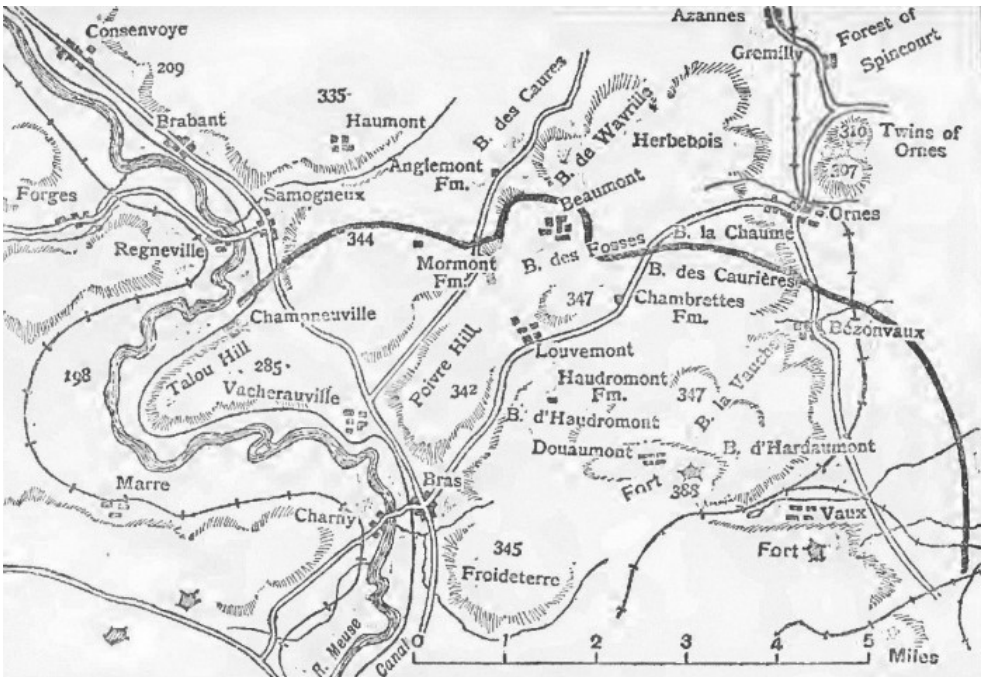 Azannes
Consenvoye
Forest of
Spincourt
Gremilly
209
335
Brabant
Haumont
B. des Caures
B. de Wavrille
Herbebois
310
Twins of
Ornes
307
Anglemont
Fm.
Forges
Samogneux
Beaumont
Ornes
Regneville
344
Mormont
Fm.
B. des Fosses
B. la Chaume
B. des Caurières
347
Chambrettes
Fm.
Champneuville
Bézonvaux
Talou Hill
198
285
Vacherauville
Poivre Hill
342
Louvemont
Haudromont
Fm.
347
B. la Vauche
B. d'Haudromont
Douaumont
B. d'Hardaumont
Fort
388
Marre
Bras
Charny
Vaux
345
Froideterre
Fort
R. Meuse
Canal
0 1 2 3 4 5
Miles